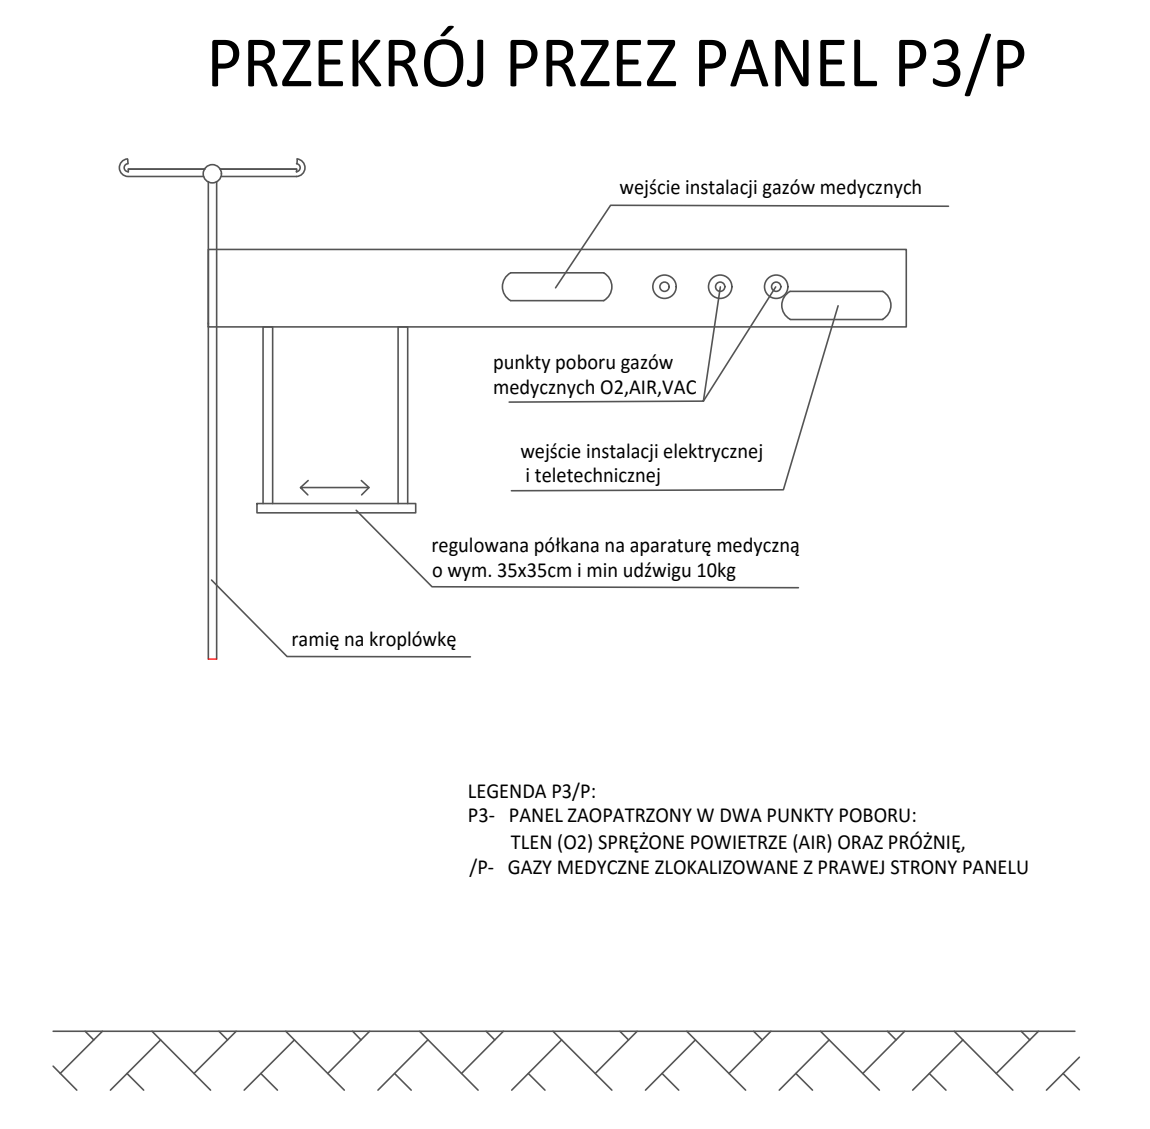 PRZEKRÓJ PRZEZ PANEL P3/P
wejście instalacji gazów medycznych
punkty poboru gazów
medycznych O2,AIR,VAC
wejście instalacji elektrycznej
i teletechnicznej
regulowana półkana na aparaturę medyczną
o wym. 35x35cm i min udźwigu 10kg
ramię na kroplówkę
LEGENDA P3/P:
P3- PANEL ZAOPATRZONY W DWA PUNKTY POBORU:
TLEN (O2) SPRĘŻONE POWIETRZE (AIR) ORAZ PRÓŻNIĘ,
/P- GAZY MEDYCZNE ZLOKALIZOWANE Z PRAWEJ STRONY PANELU